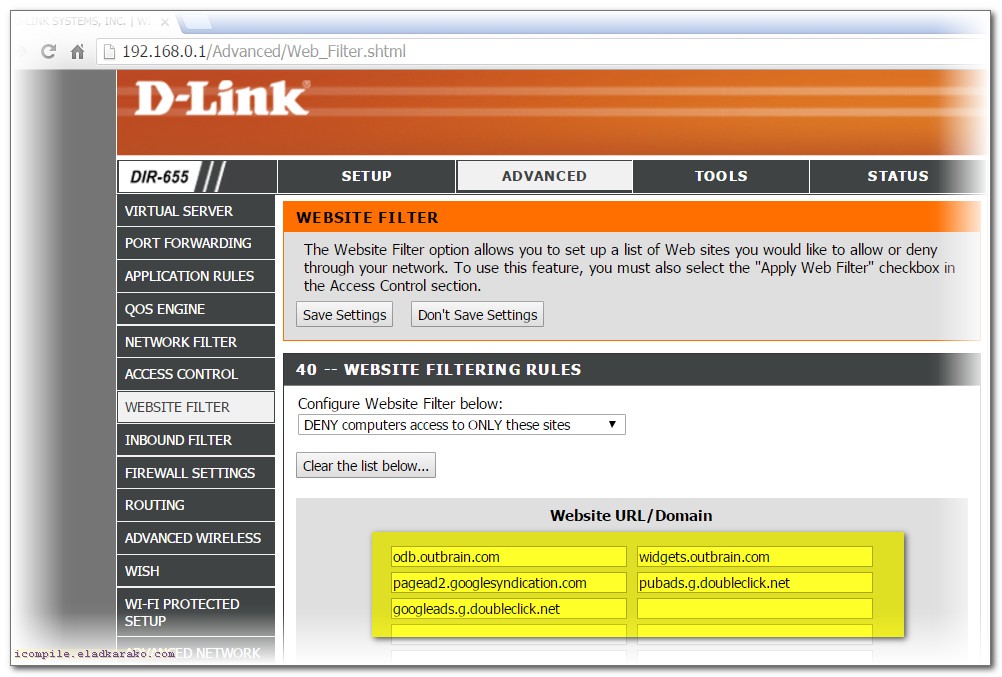 D-LINK SYSTEMS, INC. | WI
192.168.0.1/Advanced/Web_Filter.shtml
D-Link®
DIR-655
SETUP
ADVANCED
TOOLS
STATUS
VIRTUAL SERVER
PORT FORWARDING
APPLICATION RULES
QOS ENGINE
NETWORK FILTER
ACCESS CONTROL
WEBSITE FILTER
INBOUND FILTER
FIREWALL SETTINGS
ROUTING
ADVANCED WIRELESS
WISH
WI-FI PROTECTED
SETUP
ADVANCED NETWORK
WEBSITE FILTER
The Website Filter option allows you to set up a list of Web sites you would like to allow or deny
through your network. To use this feature, you must also select the "Apply Web Filter" checkbox in
the Access Control section.
Save Settings
Don't Save Settings
40 -- WEBSITE FILTERING RULES
Configure Website Filter below:
DENY computers access to ONLY these sites
Clear the list below...
Website URL/Domain
odb.outbrain.com
widgets.outbrain.com
pagead2.googlesyndication.com
pubads.g.doubleclick.net
googleads.g.doubleclick.net
icompile.eladkarako.com